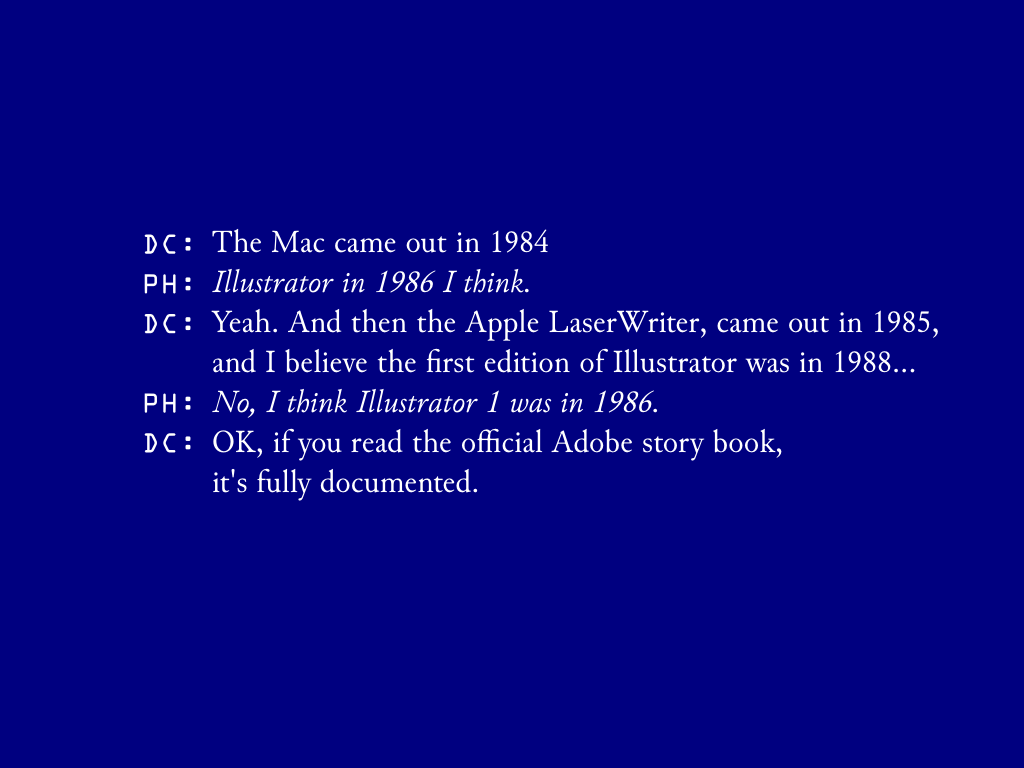 DC: The Mac came out in 1984
PH: Illustrator in 1986 I think.
DC: Yeah. And then the Apple LaserWriter, came out in 1985,
and I believe the first edition of Illustrator was in 1988...
PH: No, I think Illustrator 1 was in 1986.
DC: OK, if you read the official Adobe story book,
it's fully documented.